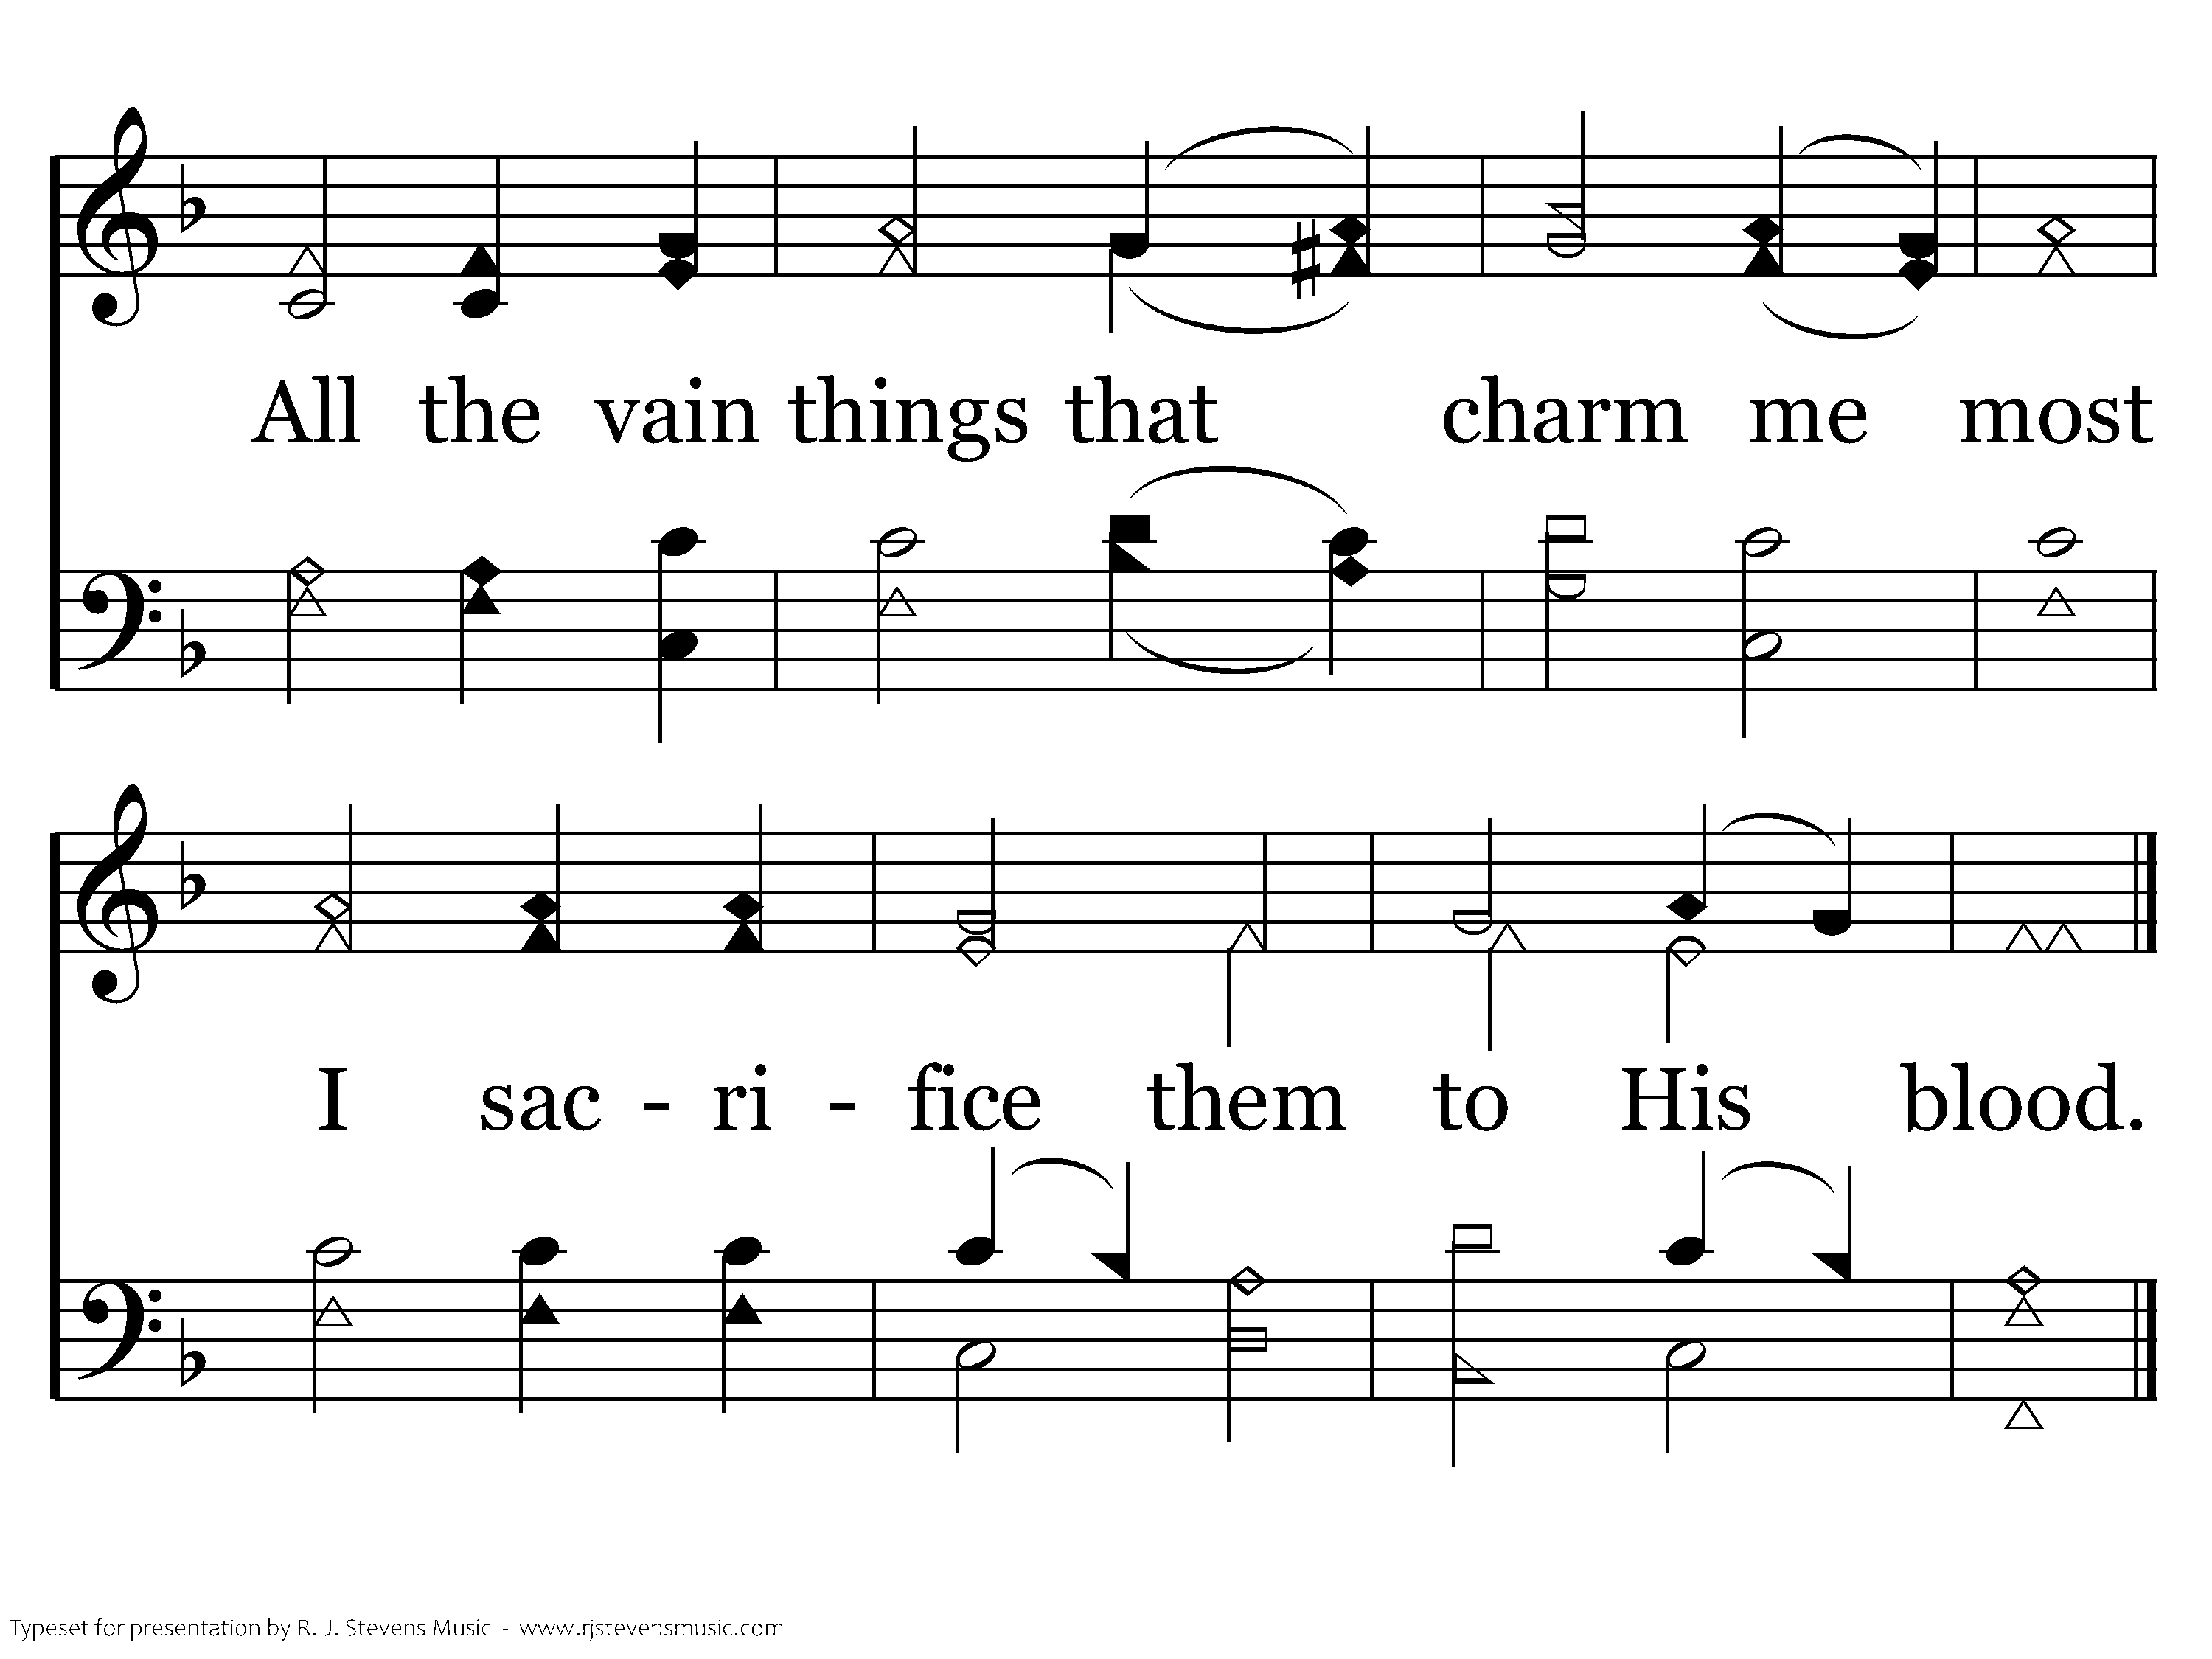 All the vain things that charm me most
I sac - ri - fice them to His blood.
Typeset for presentation by R. J. Stevens Music - www.rjstevensmusic.com